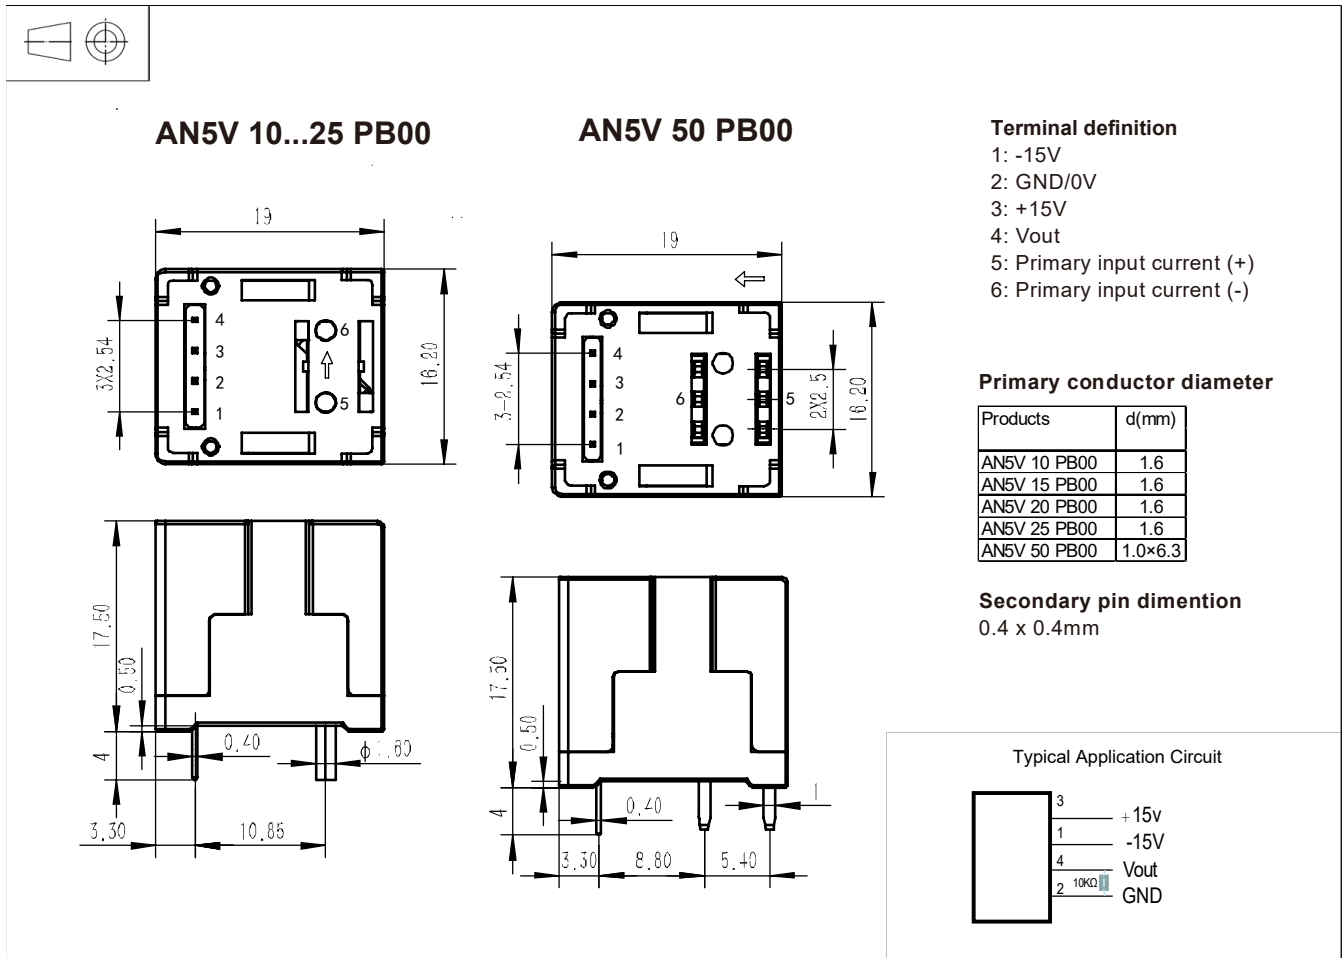 AN5V 10...25 PB00
AN5V 50 PB00
Terminal definition
1: -15V
2: GND/0V
3: +15V
4: Vout
5: Primary input current (+)
6: Primary input current (-)
19
4
3
2
1
6
5
3X2.54
16.20
19
4
3
2
1
6
5
3-2.54
2X2.5
16.20
Primary conductor diameter
Products d(mm)
AN5V 10 PB00 1.6
AN5V 15 PB00 1.6
AN5V 20 PB00 1.6
AN5V 25 PB00 1.6
AN5V 50 PB00 1.0×6.3
Secondary pin dimention
0.4 x 0.4mm
17.50
0.50
4
0.40
3.30
10.85
17.50
0.50
4
0.40
1
3.30
8.80
5.40
Typical Application Circuit
3 +15v
1 -15V
4 Vout
10KΩ
2 GND